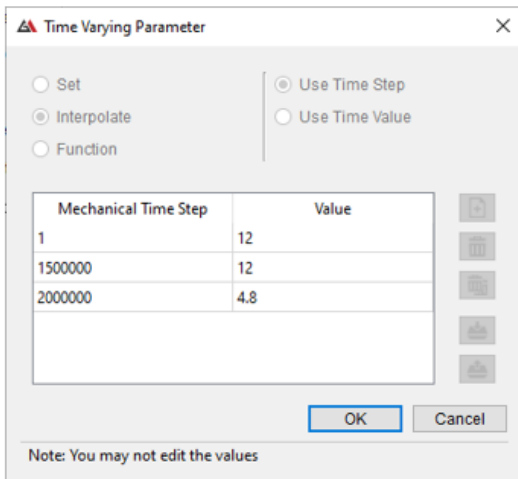 Time Varying Parameter
Set
Use Time Step
Interpolate
Use Time Value
Function
Mechanical Time Step Value
1 12
1500000 12
2000000 4.8
OK Cancel
Note: You may not edit the values